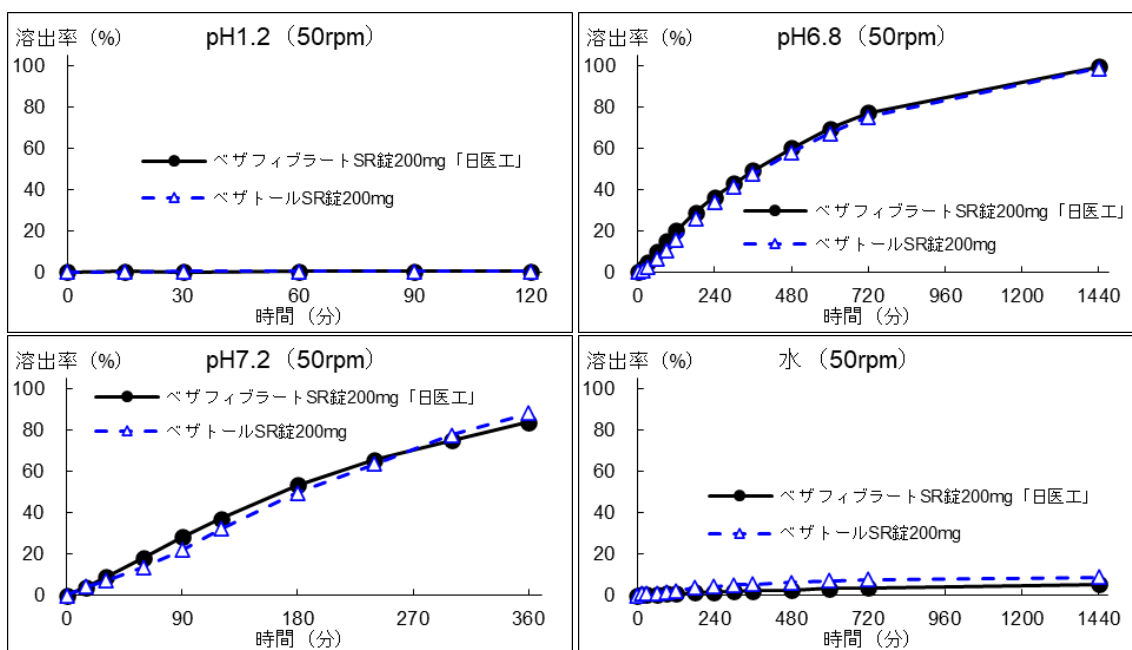 溶出率（%） pH1.2（50rpm）
100
80
60
40
20
0
ベザフィブラートSR錠200mg「日医工」
ベザトールSR錠200mg
0 30 60 90 120
時間（分）
溶出率（%） pH6.8（50rpm）
100
80
60
40
20
0
ベザフィブラートSR錠200mg「日医工」
ベザトールSR錠200mg
0 240 480 720 960 1200 1440
時間（分）
溶出率（%） pH7.2（50rpm）
100
80
60
40
20
0
ベザフィブラートSR錠200mg「日医工」
ベザトールSR錠200mg
0 90 180 270 360
時間（分）
溶出率（%） 水（50rpm）
100
80
60
40
20
0
ベザフィブラートSR錠200mg「日医工」
ベザトールSR錠200mg
0 240 480 720 960 1200 1440
時間（分）